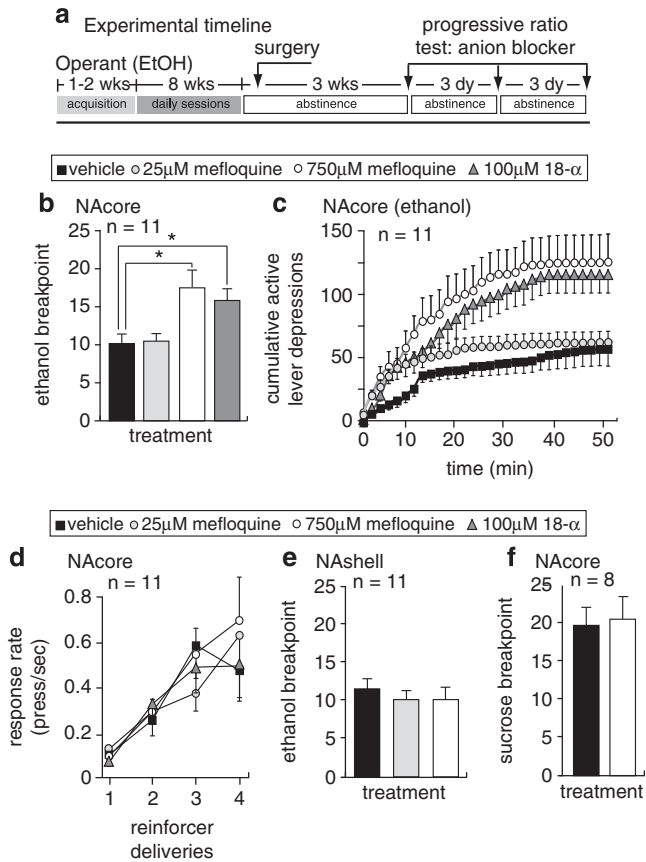 a
Experimental timeline
progressive ratio
test: anion blocker
surgery
Operant (EtOH)
1-2 wks
8 wks
3 wks
3 dy
3 dy
acquisition
daily sessions
abstinence
abstinence
abstinence
■ vehicle ○ 25µM mefloquine ○ 750µM mefloquine ▲ 100µM 18-α
b
NAcore
n = 11
*
*
ethanol breakpoint
25
20
15
10
5
0
treatment
c
NAcore (ethanol)
n = 11
cumulative active
lever depressions
150
100
50
0
0 10 20 30 40 50
time (min)
■ vehicle ○ 25µM mefloquine ○ 750µM mefloquine ▲ 100µM 18-α
d
NAcore
n = 11
response rate
(press/sec)
0.8
0.6
0.4
0.2
0
1 2 3 4
reinforcer
deliveries
e
NAshell
n = 11
ethanol breakpoint
25
20
15
10
5
0
treatment
f
NAcore
n = 8
sucrose breakpoint
25
20
15
10
5
0
treatment